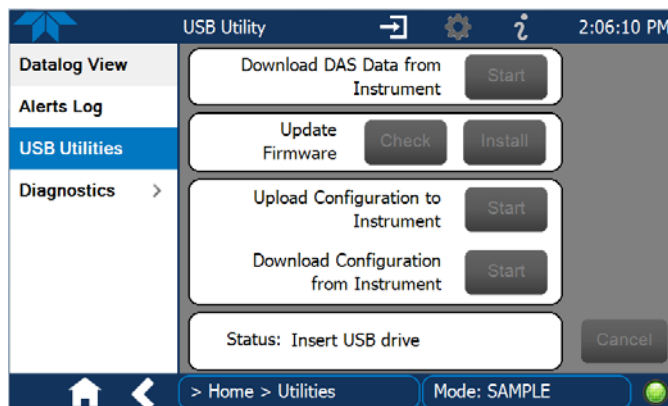 USB Utility
2:06:10 PM
Datalog View
Alerts Log
USB Utilities
Diagnostics >
Download DAS Data from
Instrument
Start
Update
Firmware
Check
Install
Upload Configuration to
Instrument
Start
Download Configuration
from Instrument
Start
Status: Insert USB drive
Cancel
> Home > Utilities
Mode: SAMPLE